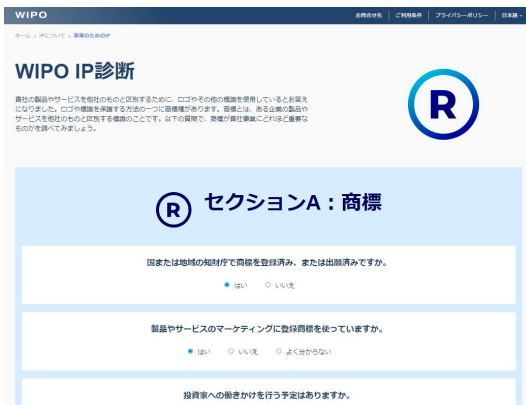 WIPO
お問合せ先 ご利用条件 プライバシーポリシー 日本語
ホーム › IPについて › 事業のためのIP
WIPO IP診断
貴社の製品やサービスを他社のものと区別するために、ロゴやその他の標識を使用しているとお答え
になりました。ロゴや標識を保護する方法の一つに商標権があります。商標とは、ある企業の製品や
サービスを他社のものと区別する標識のことです。以下の質問で、商標が貴社事業にどれほど重要な
ものかを調べてみましょう。
R
R セクションA：商標
国または地域の知財庁で商標を登録済み、または出願済みですか。
はい いいえ
製品やサービスのマーケティングに登録商標を使っていますか。
はい いいえ よく分からない
投資家への働きかけを行う予定はありますか。